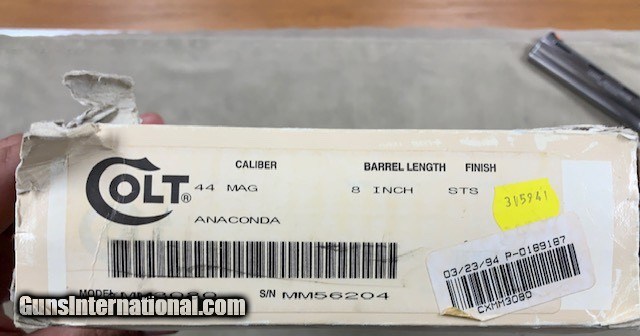 COLT®
CALIBER BARREL LENGTH FINISH
44 MAG 8 INCH STS
ANACONDA
315941
03/23/94 P-0189187
CXMM3080
MODEL S/N MM56204
GunsInternational.com